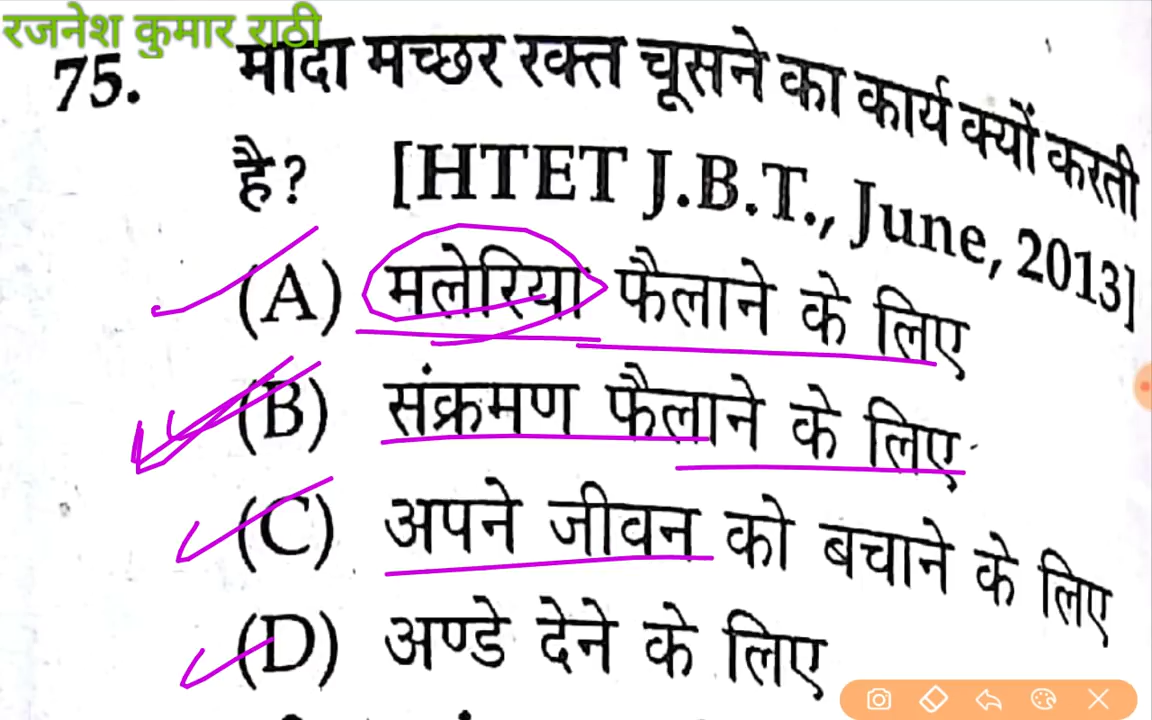 रजनेश कुमार राठी
75. मादा मच्छर रक्त चूसने का कार्य क्यों करती
है? [HTET J.B.T., June, 2013]
(A) मलेरिया फैलाने के लिए
(B) संक्रमण फैलाने के लिए
(C) अपने जीवन को बचाने के लिए
(D) अण्डे देने के लिए